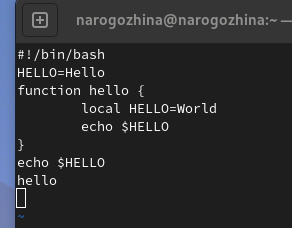 narogozhina@narogozhina:~ —
#!/bin/bash
HELLO=Hello
function hello {
        local HELLO=World
        echo $HELLO
}
echo $HELLO
hello
~